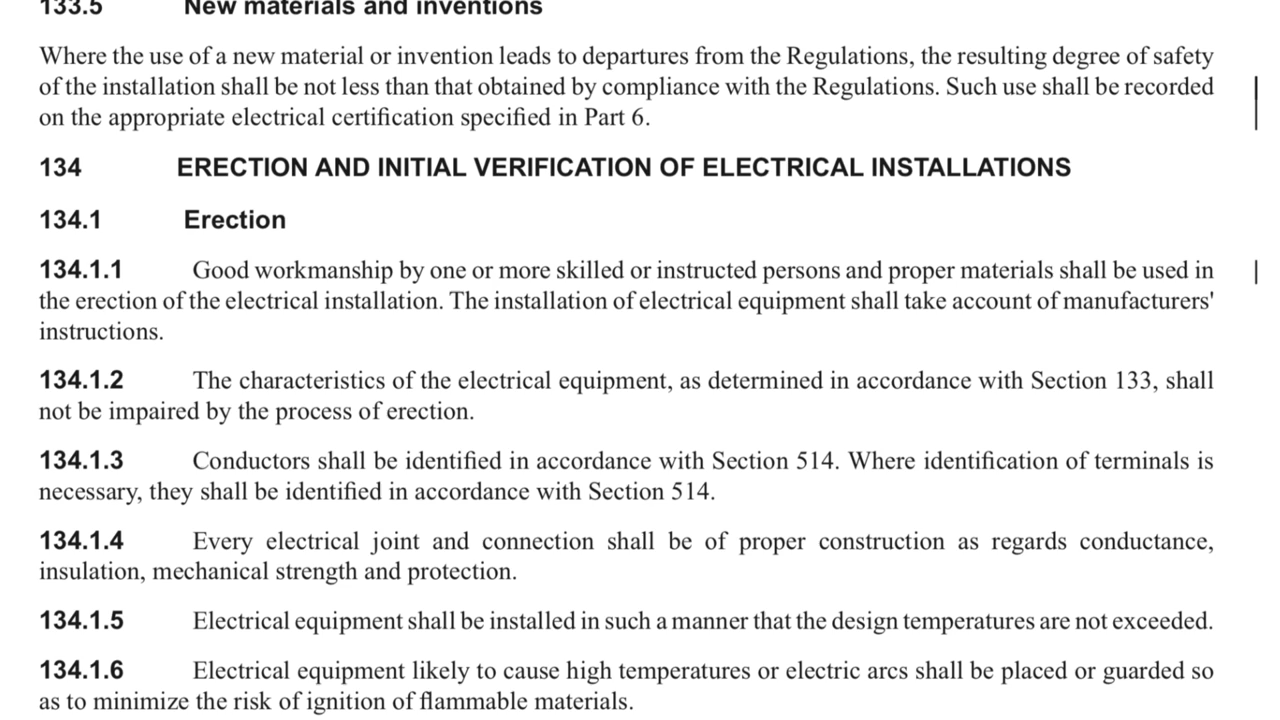 133.5 New materials and inventions
Where the use of a new material or invention leads to departures from the Regulations, the resulting degree of safety
of the installation shall be not less than that obtained by compliance with the Regulations. Such use shall be recorded
on the appropriate electrical certification specified in Part 6.
134 ERECTION AND INITIAL VERIFICATION OF ELECTRICAL INSTALLATIONS
134.1 Erection
134.1.1 Good workmanship by one or more skilled or instructed persons and proper materials shall be used in
the erection of the electrical installation. The installation of electrical equipment shall take account of manufacturers'
instructions.
134.1.2 The characteristics of the electrical equipment, as determined in accordance with Section 133, shall
not be impaired by the process of erection.
134.1.3 Conductors shall be identified in accordance with Section 514. Where identification of terminals is
necessary, they shall be identified in accordance with Section 514.
134.1.4 Every electrical joint and connection shall be of proper construction as regards conductance,
insulation, mechanical strength and protection.
134.1.5 Electrical equipment shall be installed in such a manner that the design temperatures are not exceeded.
134.1.6 Electrical equipment likely to cause high temperatures or electric arcs shall be placed or guarded so
as to minimize the risk of ignition of flammable materials.